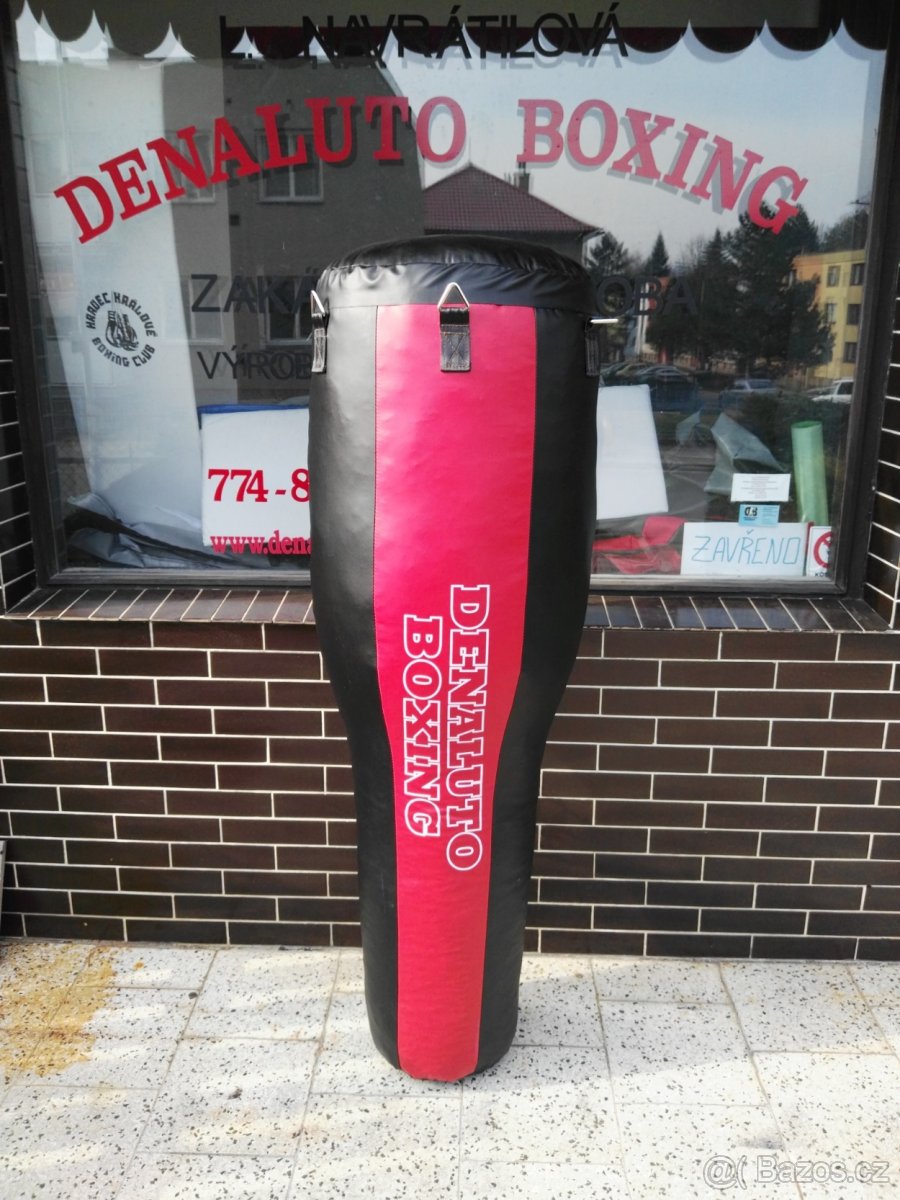 L. NAVRÁTILOVÁ
DENALUTO BOXING
HRADEC KRÁLOVÉ
BOXING CLUB
774-8
www.dena
ZAVŘENO
DENALUTO
BOXING
@( Bazos.cz